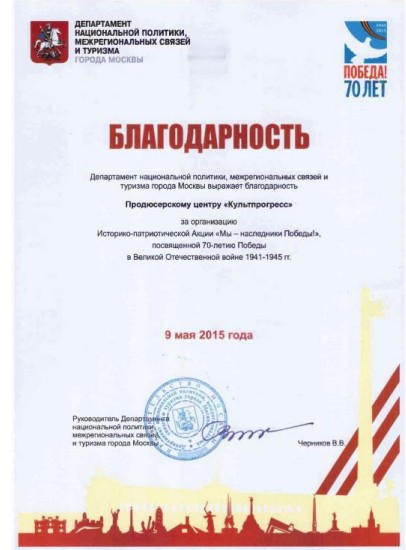 ДЕПАРТАМЕНТ
НАЦИОНАЛЬНОЙ ПОЛИТИКИ,
МЕЖРЕГИОНАЛЬНЫХ СВЯЗЕЙ
И ТУРИЗМА
ГОРОДА МОСКВЫ
1945
2015
ПОБЕДА!
70 ЛЕТ
БЛАГОДАРНОСТЬ
Департамент национальной политики, межрегиональных связей и
туризма города Москвы выражает благодарность
Продюсерскому центру «Культпрогресс»
за организацию
Историко-патриотической Акции «Мы – наследники Победы!»,
посвященной 70-летию Победы
в Великой Отечественной войне 1941-1945 гг.
9 мая 2015 года
Руководитель Департамента
национальной политики,
межрегиональных связей
и туризма города Москвы
Черников В.В.